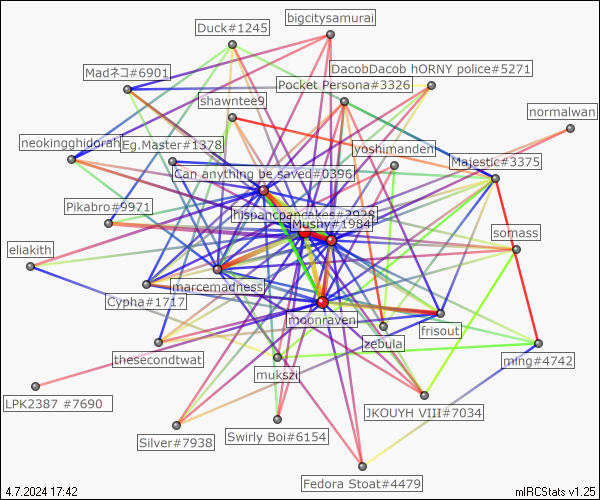 bigcitysamurai
Duck#1245
DacobDacob hORNY police#5271
Madネコ#6901
Pocket Persona#3326
shawntee9
normalwan
neokingghidorah
Eg.Master#1378
yoshimanden
Majestic#3375
Can anything be saved#0396
Pikabro#9971
hispancpancakes#2928
Mushy#1984
somass
eliakith
marcemadness
Cypha#1717
moonraven
frisout
zebula
thesecondtwat
ming#4742
mukszi
LPK2387 #7690
JKOUYH VIII#7034
Silver#7938
Swirly Boi#6154
Fedora Stoat#4479
4.7.2024 17:42
mIRCStats v1.25